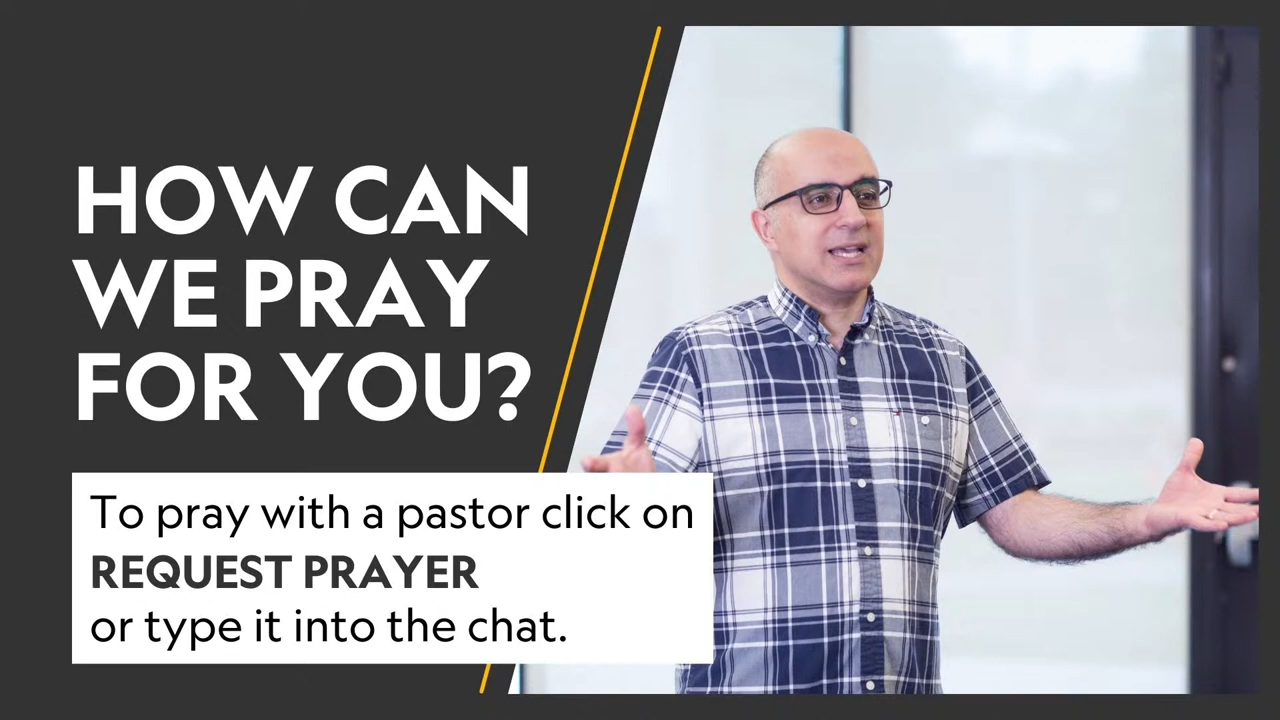 HOW CAN
WE PRAY
FOR YOU?
To pray with a pastor click on
REQUEST PRAYER
or type it into the chat.